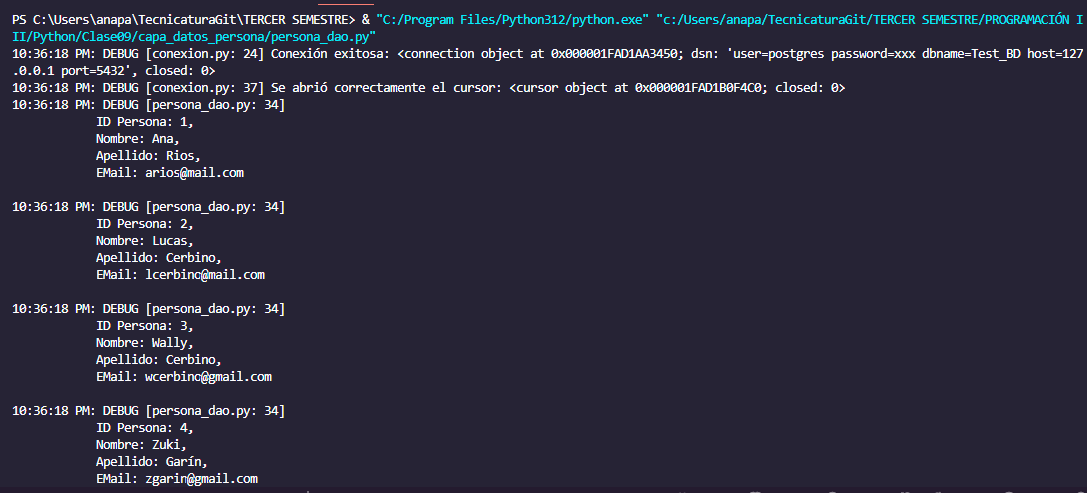 PS C:\Users\anapa\TecnicaturaGit\TERCER SEMESTRE> & "C:/Program Files/Python312/python.exe" "c:/Users/anapa/TecnicaturaGit/TERCER SEMESTRE/PROGRAMACIÓN I
II/Python/Clase09/capa_datos_persona/persona_dao.py"
10:36:18 PM: DEBUG [conexion.py: 24] Conexión exitosa: <connection object at 0x000001FAD1AA3450; dsn: 'user=postgres password=xxx dbname=Test_BD host=127
.0.0.1 port=5432', closed: 0>
10:36:18 PM: DEBUG [conexion.py: 37] Se abrió correctamente el cursor: <cursor object at 0x000001FAD1B0F4C0; closed: 0>
10:36:18 PM: DEBUG [persona_dao.py: 34]
ID Persona: 1,
Nombre: Ana,
Apellido: Rios,
EMail: arios@mail.com
10:36:18 PM: DEBUG [persona_dao.py: 34]
ID Persona: 2,
Nombre: Lucas,
Apellido: Cerbino,
EMail: lcerbino@mail.com
10:36:18 PM: DEBUG [persona_dao.py: 34]
ID Persona: 3,
Nombre: Wally,
Apellido: Cerbino,
EMail: wcerbino@gmail.com
10:36:18 PM: DEBUG [persona_dao.py: 34]
ID Persona: 4,
Nombre: Zuki,
Apellido: Garín,
EMail: zgarin@gmail.com